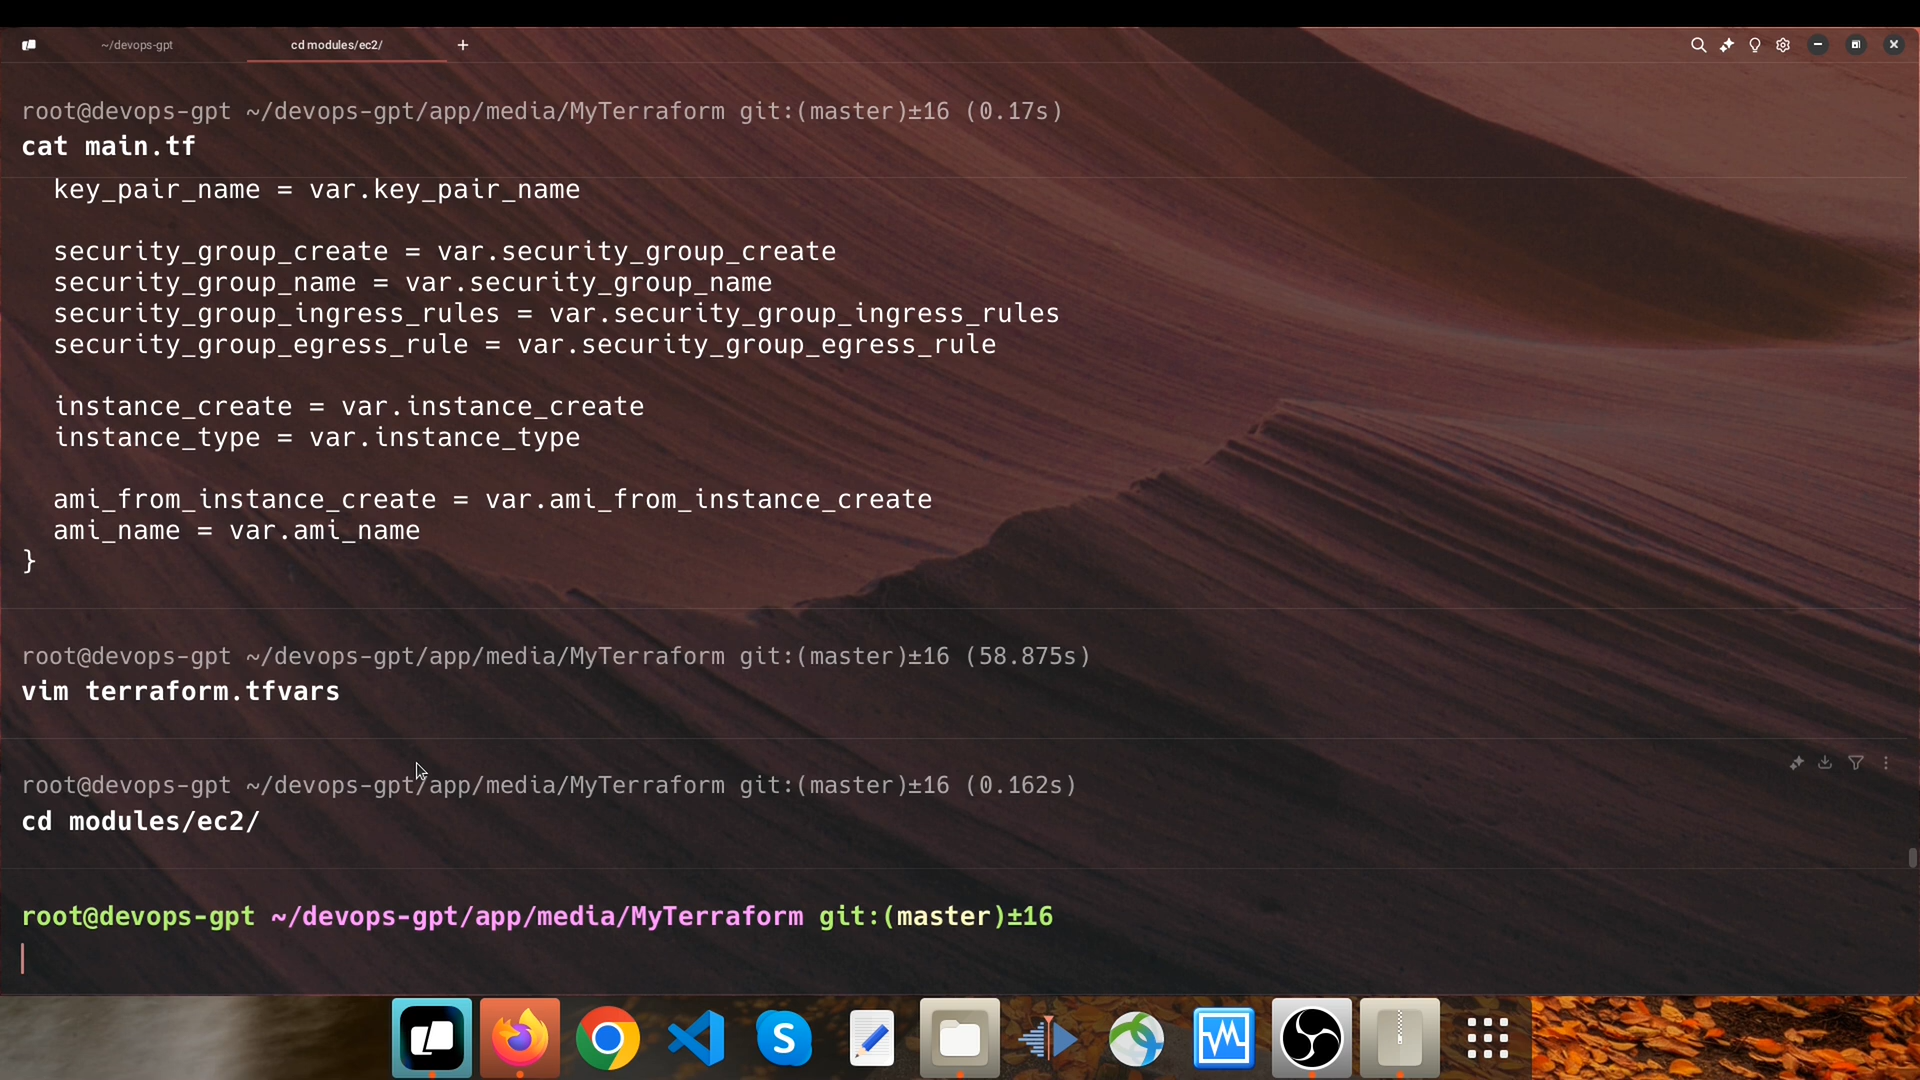 ~/devops-gpt
cd modules/ec2/
root@devops-gpt ~/devops-gpt/app/media/MyTerraform git:(master)±16 (0.17s)
cat main.tf
key_pair_name = var.key_pair_name
security_group_create = var.security_group_create
security_group_name = var.security_group_name
security_group_ingress_rules = var.security_group_ingress_rules
security_group_egress_rule = var.security_group_egress_rule
instance_create = var.instance_create
instance_type = var.instance_type
ami_from_instance_create = var.ami_from_instance_create
ami_name = var.ami_name
}
root@devops-gpt ~/devops-gpt/app/media/MyTerraform git:(master)±16 (58.875s)
vim terraform.tfvars
root@devops-gpt ~/devops-gpt/app/media/MyTerraform git:(master)±16 (0.162s)
cd modules/ec2/
root@devops-gpt ~/devops-gpt/app/media/MyTerraform git:(master)±16